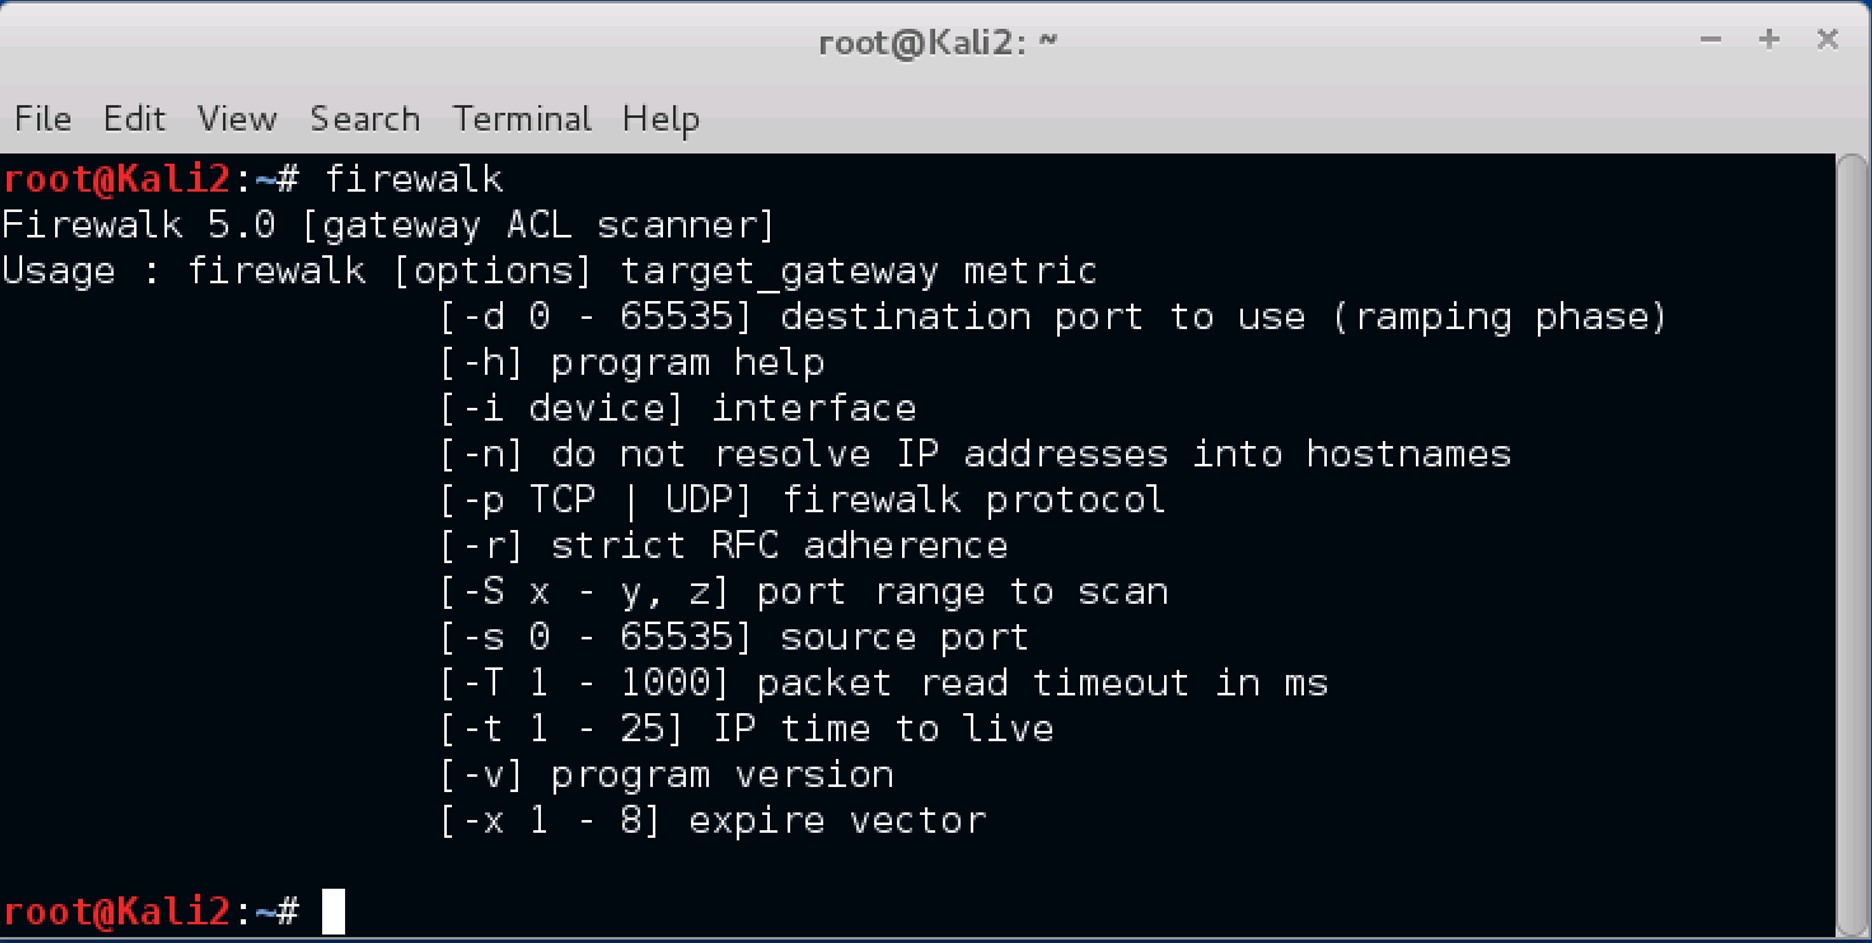 root@Kali2: ~
File Edit View Search Terminal Help
root@Kali2:~# firewalk
Firewalk 5.0 [gateway ACL scanner]
Usage : firewalk [options] target_gateway metric
[-d 0 - 65535] destination port to use (ramping phase)
[-h] program help
[-i device] interface
[-n] do not resolve IP addresses into hostnames
[-p TCP | UDP] firewalk protocol
[-r] strict RFC adherence
[-S x - y, z] port range to scan
[-s 0 - 65535] source port
[-T 1 - 1000] packet read timeout in ms
[-t 1 - 25] IP time to live
[-v] program version
[-x 1 - 8] expire vector
root@Kali2:~#